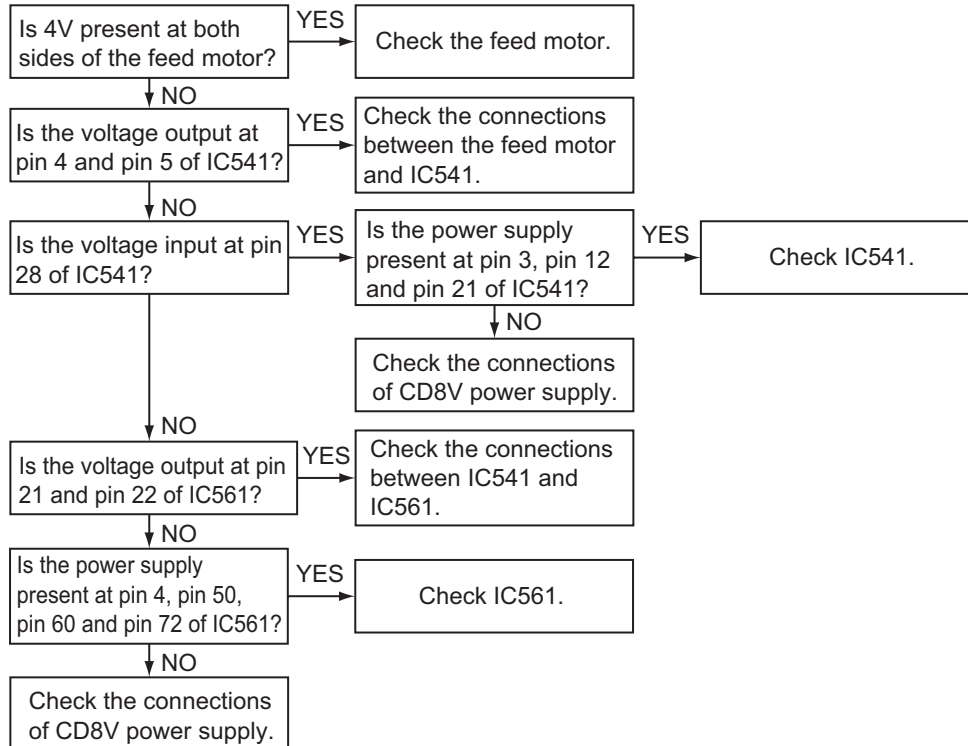 Is 4V present at both
sides of the feed motor?
YES
Check the feed motor.
NO
Is the voltage output at
pin 4 and pin 5 of IC541?
YES
Check the connections
between the feed motor
and IC541.
NO
Is the voltage input at pin
28 of IC541?
YES
Is the power supply
present at pin 3, pin 12
and pin 21 of IC541?
YES
Check IC541.
NO
Check the connections
of CD8V power supply.
NO
Is the voltage output at pin
21 and pin 22 of IC561?
YES
Check the connections
between IC541 and
IC561.
NO
Is the power supply
present at pin 4, pin 50,
pin 60 and pin 72 of IC561?
YES
Check IC561.
NO
Check the connections
of CD8V power supply.